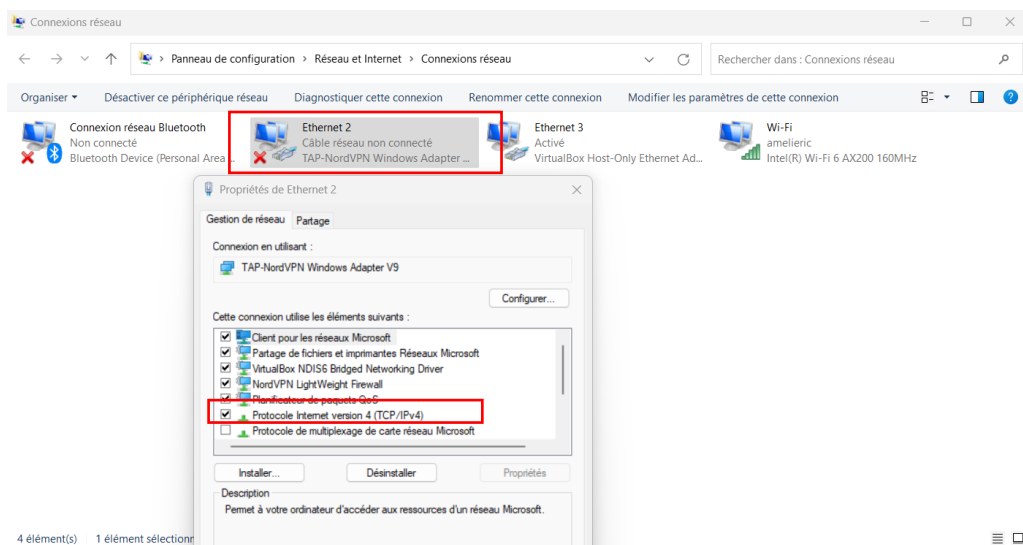 Connexions réseau
Panneau de configuration > Réseau et Internet > Connexions réseau
Rechercher dans : Connexions réseau
Organiser Désactiver ce périphérique réseau Diagnostiquer cette connexion Renommer cette connexion Modifier les paramètres de cette connexion
Connexion réseau Bluetooth
Non connecté
Bluetooth Device (Personal Area ...
Ethernet 2
Câble réseau non connecté
TAP-NordVPN Windows Adapter ...
Ethernet 3
Activé
VirtualBox Host-Only Ethernet Ad...
Wi-Fi
amelieric
Intel(R) Wi-Fi 6 AX200 160MHz
Propriétés de Ethernet 2
Gestion de réseau Partage
Connexion en utilisant :
TAP-NordVPN Windows Adapter V9
Configurer...
Cette connexion utilise les éléments suivants :
Client pour les réseaux Microsoft
Partage de fichiers et imprimantes Réseaux Microsoft
VirtualBox NDIS6 Bridged Networking Driver
NordVPN LightWeight Firewall
Planificateur de paquets QoS
Protocole Internet version 4 (TCP/IPv4)
Protocole de multiplexage de carte réseau Microsoft
Installer... Désinstaller Propriétés
Description
Permet à votre ordinateur d'accéder aux ressources d'un réseau Microsoft.
4 élément(s) 1 élément sélectionn